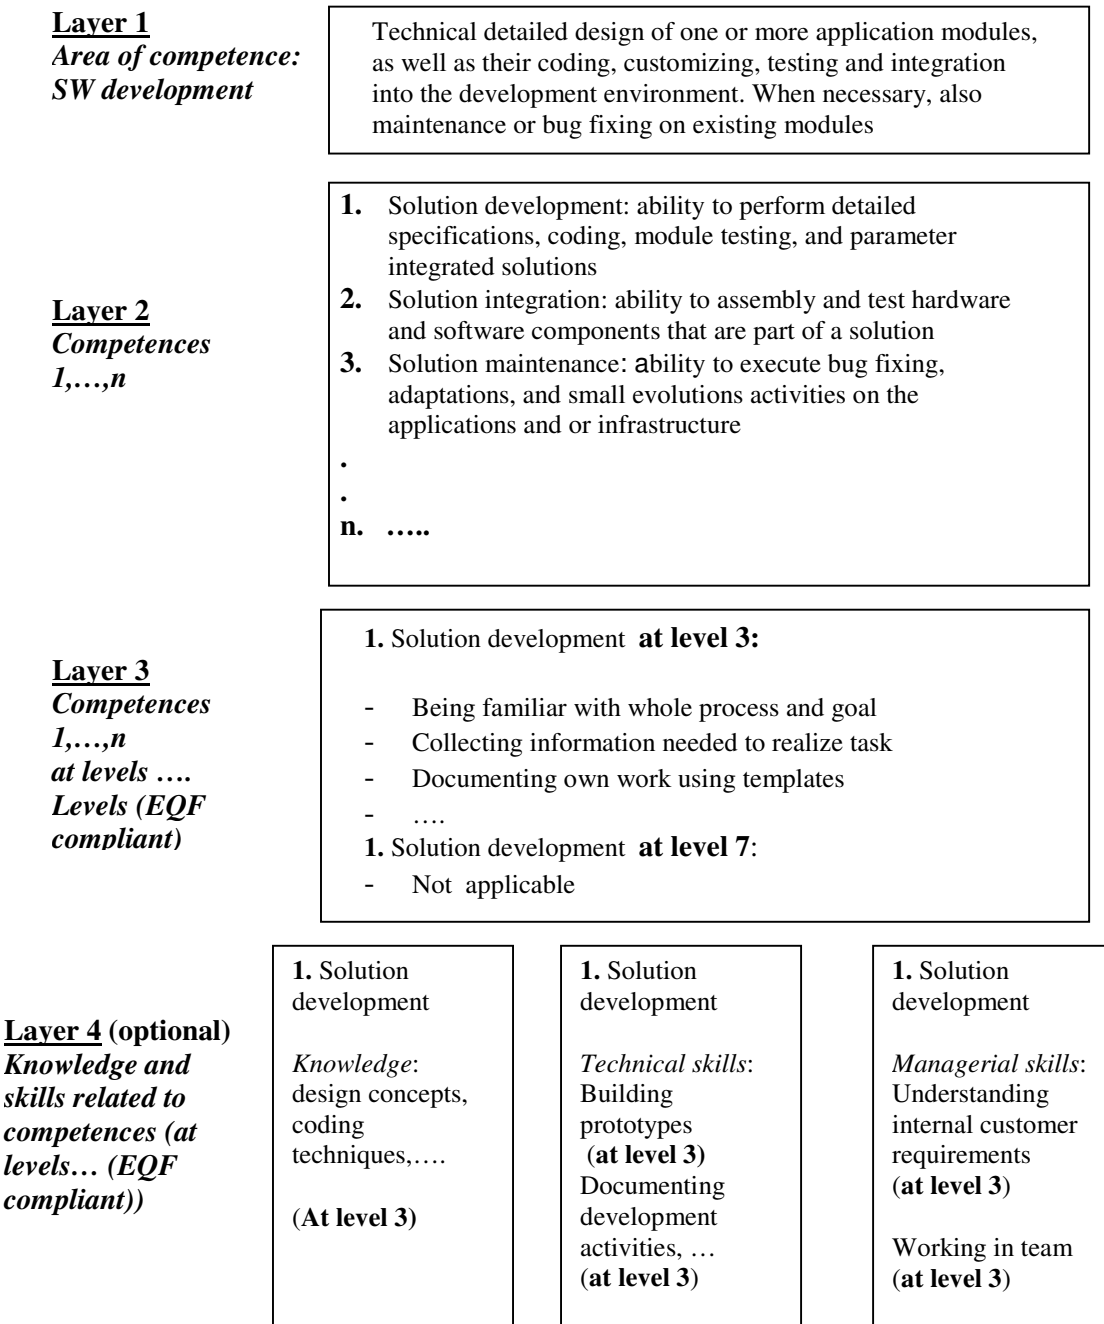 Layer 1
Area of competence:
SW development
Technical detailed design of one or more application modules,
as well as their coding, customizing, testing and integration
into the development environment. When necessary, also
maintenance or bug fixing on existing modules
Layer 2
Competences
1,…,n
1. Solution development: ability to perform detailed
specifications, coding, module testing, and parameter
integrated solutions
2. Solution integration: ability to assembly and test hardware
and software components that are part of a solution
3. Solution maintenance: ability to execute bug fixing,
adaptations, and small evolutions activities on the
applications and or infrastructure
.
.
n. …..
Layer 3
Competences
1,…,n
at levels ….
Levels (EQF
compliant)
1. Solution development at level 3:
- Being familiar with whole process and goal
- Collecting information needed to realize task
- Documenting own work using templates
- ….
1. Solution development at level 7:
- Not applicable
Layer 4 (optional)
Knowledge and
skills related to
competences (at
levels… (EQF
compliant))
1. Solution
development
Knowledge:
design concepts,
coding
techniques,….
(At level 3)
1. Solution
development
Technical skills:
Building
prototypes
(at level 3)
Documenting
development
activities, …
(at level 3)
1. Solution
development
Managerial skills:
Understanding
internal customer
requirements
(at level 3)
Working in team
(at level 3)